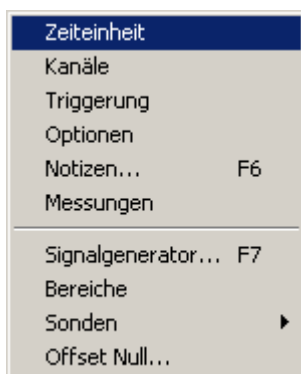 Zeiteinheit
Kanäle
Triggerung
Optionen
Notizen... F6
Messungen
Signalgenerator... F7
Bereiche
Sonden
Offset Null...